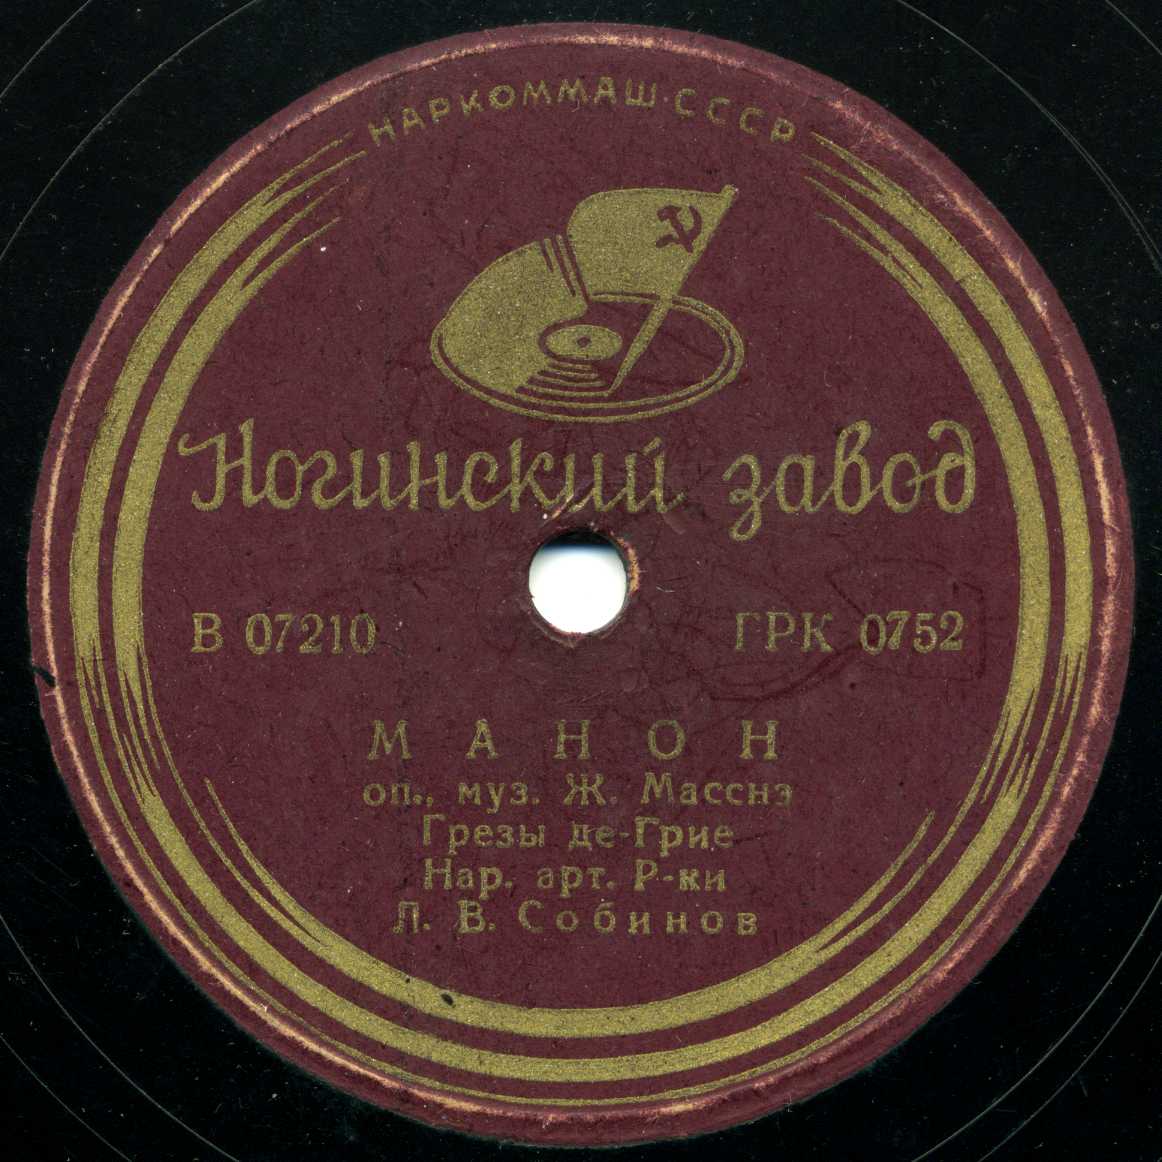 НАРКОММАШ·СССР
Ногинский завод
В 07210 ГРК 0752
МАНОН
оп., муз. Ж. Масснэ
Грезы де-Грие
Нар. арт. Р-ки
Л. В. Собинов